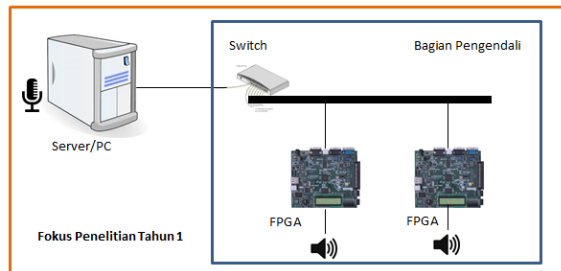 Switch
Bagian Pengendali
Server/PC
FPGA
FPGA
Fokus Penelitian Tahun 1